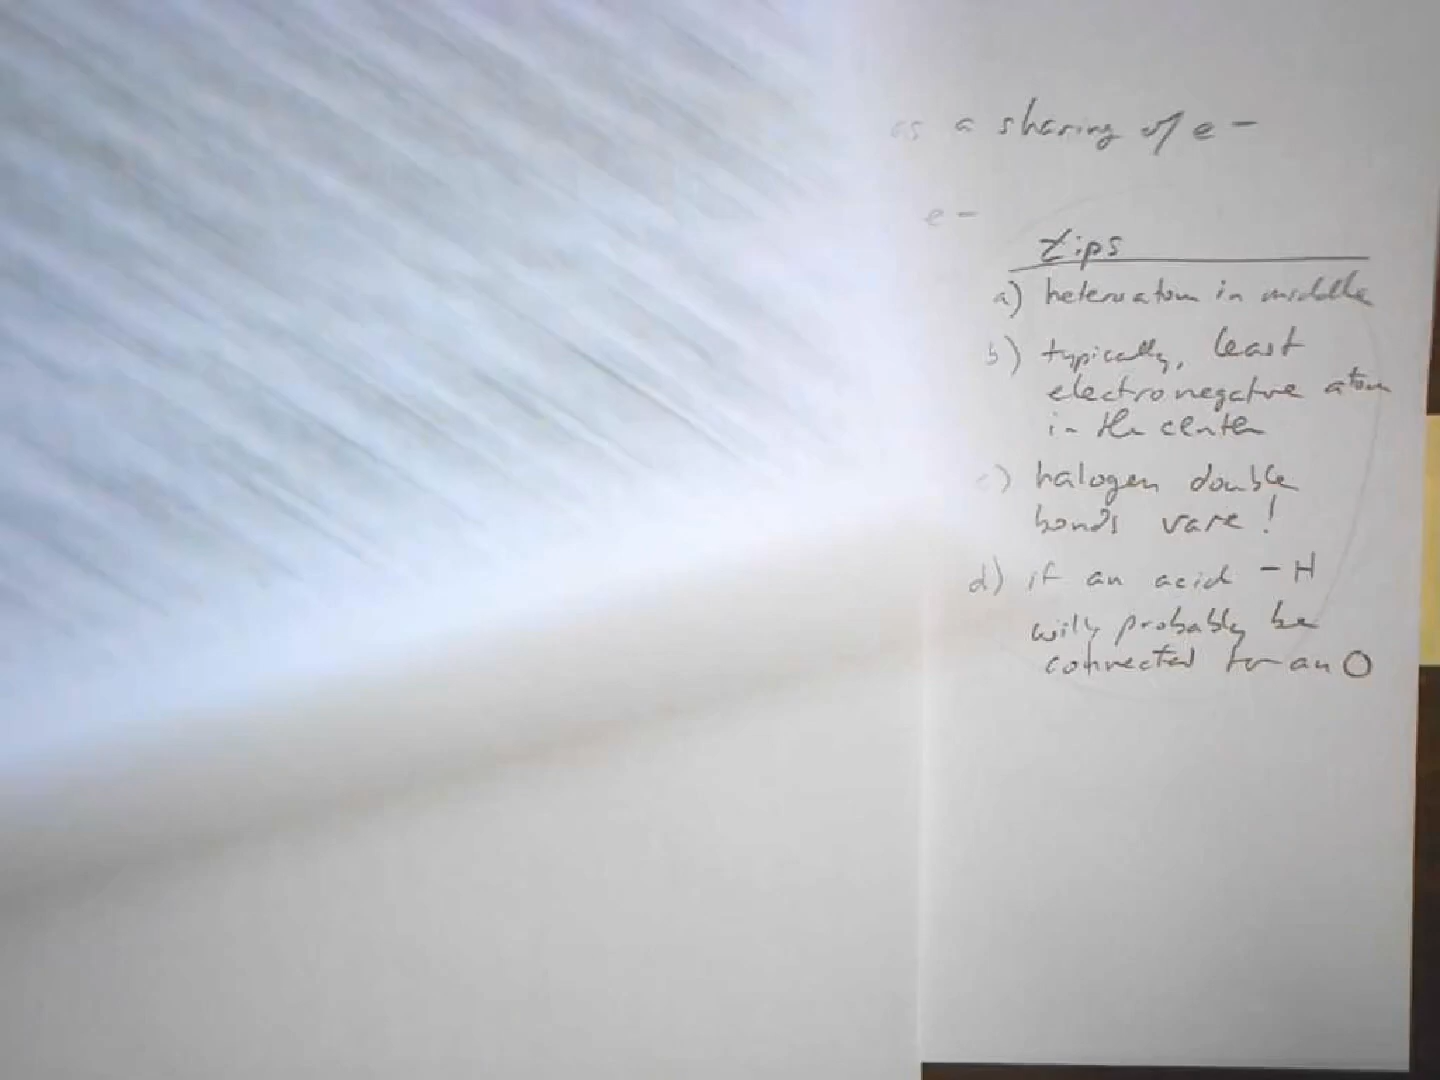 as a sharing of e -
e -
tips
a) heteroatom in middle
b) typically, least
electronegative atom
in the center
c) halogen double
bonds rare!
d) if an acid - H
will probably be
connected to an O